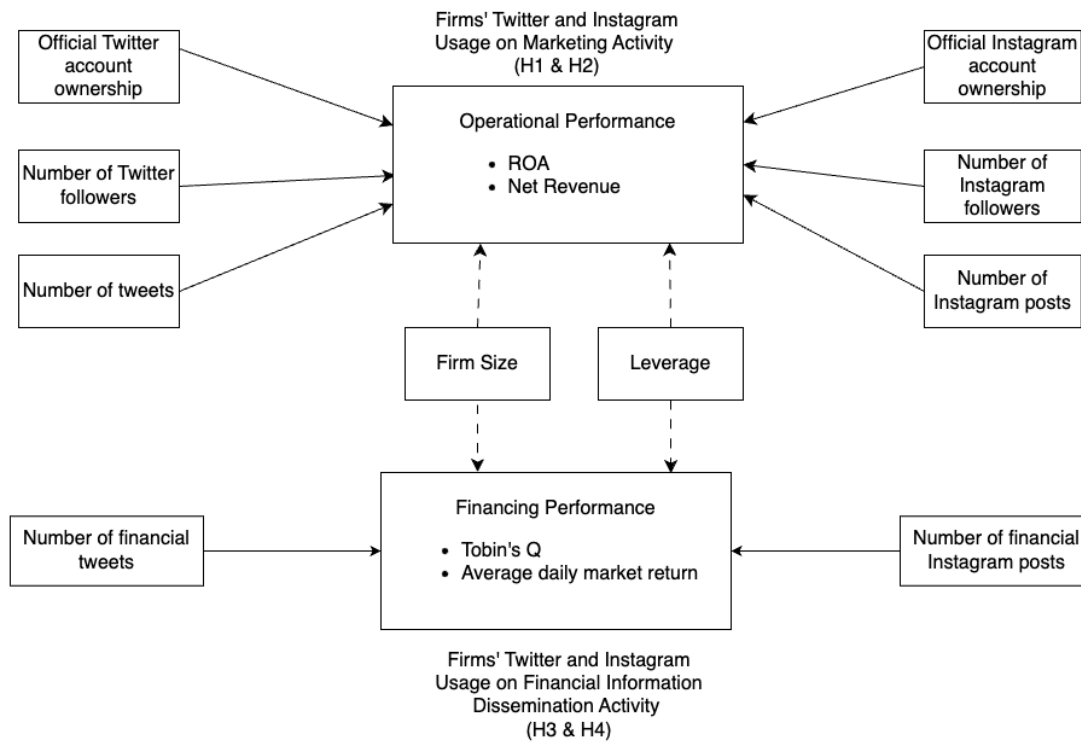 Firms' Twitter and Instagram
Usage on Marketing Activity
(H1 & H2)
Official Twitter
account
ownership
Official Instagram
account
ownership
Operational Performance
• ROA
• Net Revenue
Number of Twitter
followers
Number of
Instagram
followers
Number of tweets
Number of
Instagram posts
Firm Size
Leverage
Financing Performance
• Tobin's Q
• Average daily market return
Number of financial
tweets
Number of financial
Instagram posts
Firms' Twitter and Instagram
Usage on Financial Information
Dissemination Activity
(H3 & H4)